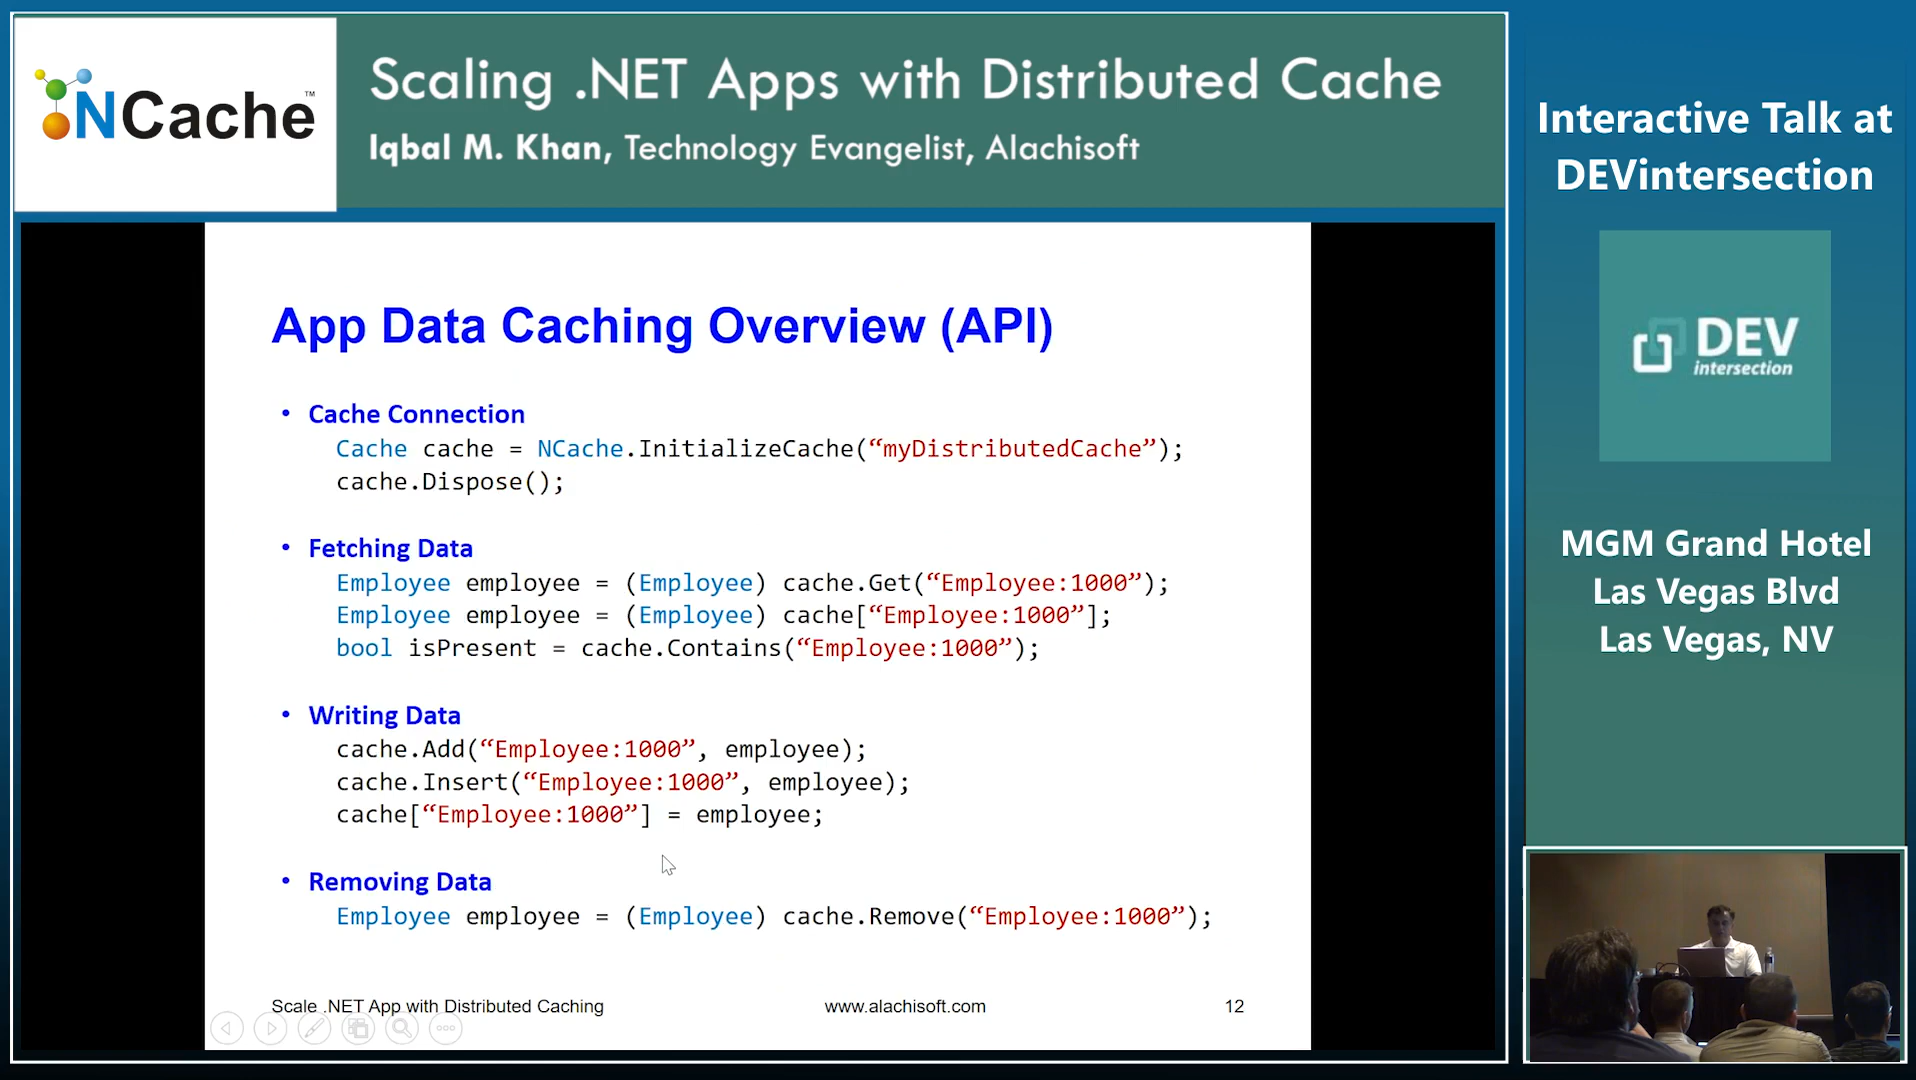 NCache™
Scaling .NET Apps with Distributed Cache
Iqbal M. Khan, Technology Evangelist, Alachisoft
Interactive Talk at
DEVintersection
DEV
intersection
MGM Grand Hotel
Las Vegas Blvd
Las Vegas, NV
App Data Caching Overview (API)
• Cache Connection
Cache cache = NCache.InitializeCache(“myDistributedCache”);
cache.Dispose();
• Fetching Data
Employee employee = (Employee) cache.Get(“Employee:1000”);
Employee employee = (Employee) cache[“Employee:1000”];
bool isPresent = cache.Contains(“Employee:1000”);
• Writing Data
cache.Add(“Employee:1000”, employee);
cache.Insert(“Employee:1000”, employee);
cache[“Employee:1000”] = employee;
• Removing Data
Employee employee = (Employee) cache.Remove(“Employee:1000”);
Scale .NET App with Distributed Caching
www.alachisoft.com
12